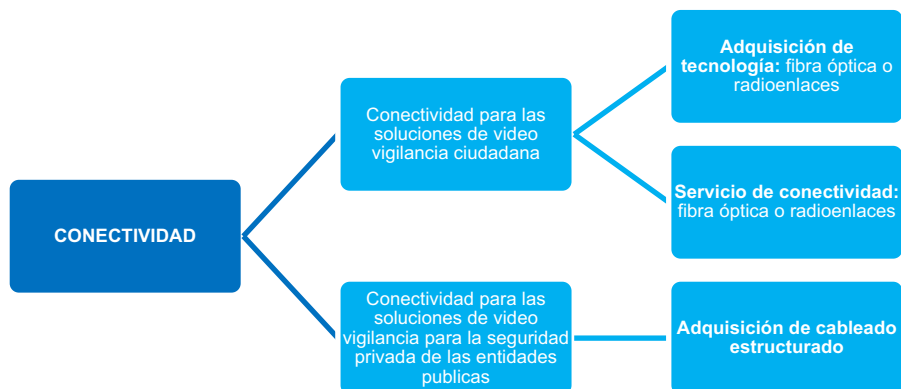 CONECTIVIDAD
Conectividad para las
soluciones de video
vigilancia ciudadana
Adquisición de
tecnología: fibra óptica o
radioenlaces
Servicio de conectividad:
fibra óptica o radioenlaces
Conectividad para las
soluciones de video
vigilancia para la seguridad
privada de las entidades
publicas
Adquisición de cableado
estructurado